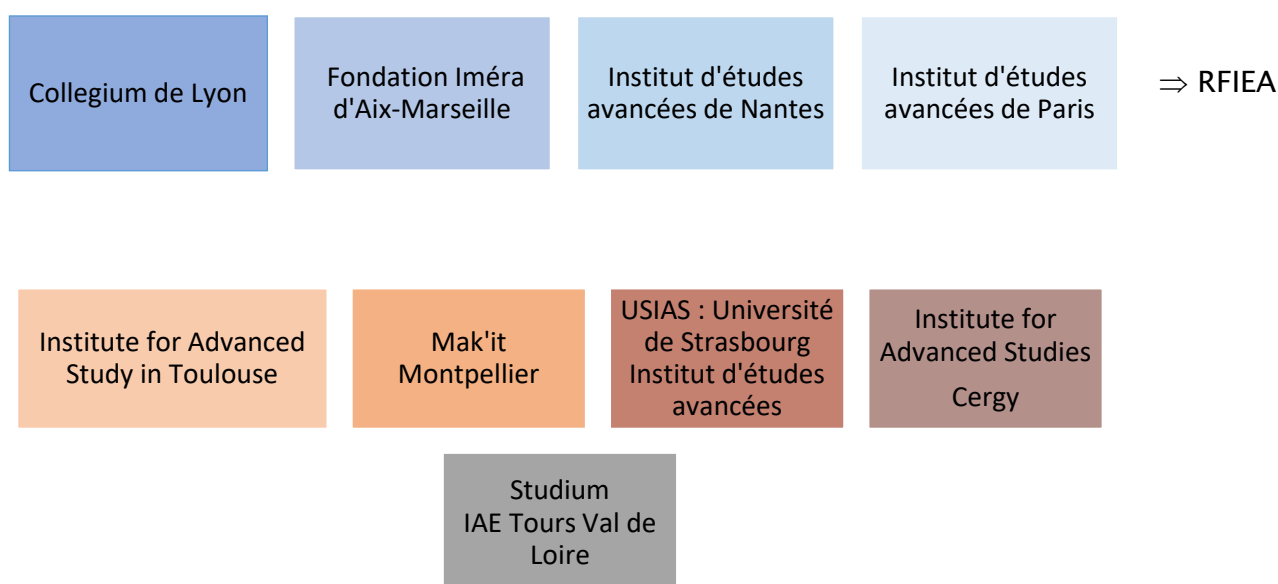 Collegium de Lyon
Fondation Iméra
d'Aix-Marseille
Institut d'études
avancées de Nantes
Institut d'études
avancées de Paris
⇒ RFIEA
Institute for Advanced
Study in Toulouse
Mak'it
Montpellier
USIAS : Université
de Strasbourg
Institut d'études
avancées
Institute for
Advanced Studies
Cergy
Studium
IAE Tours Val de
Loire